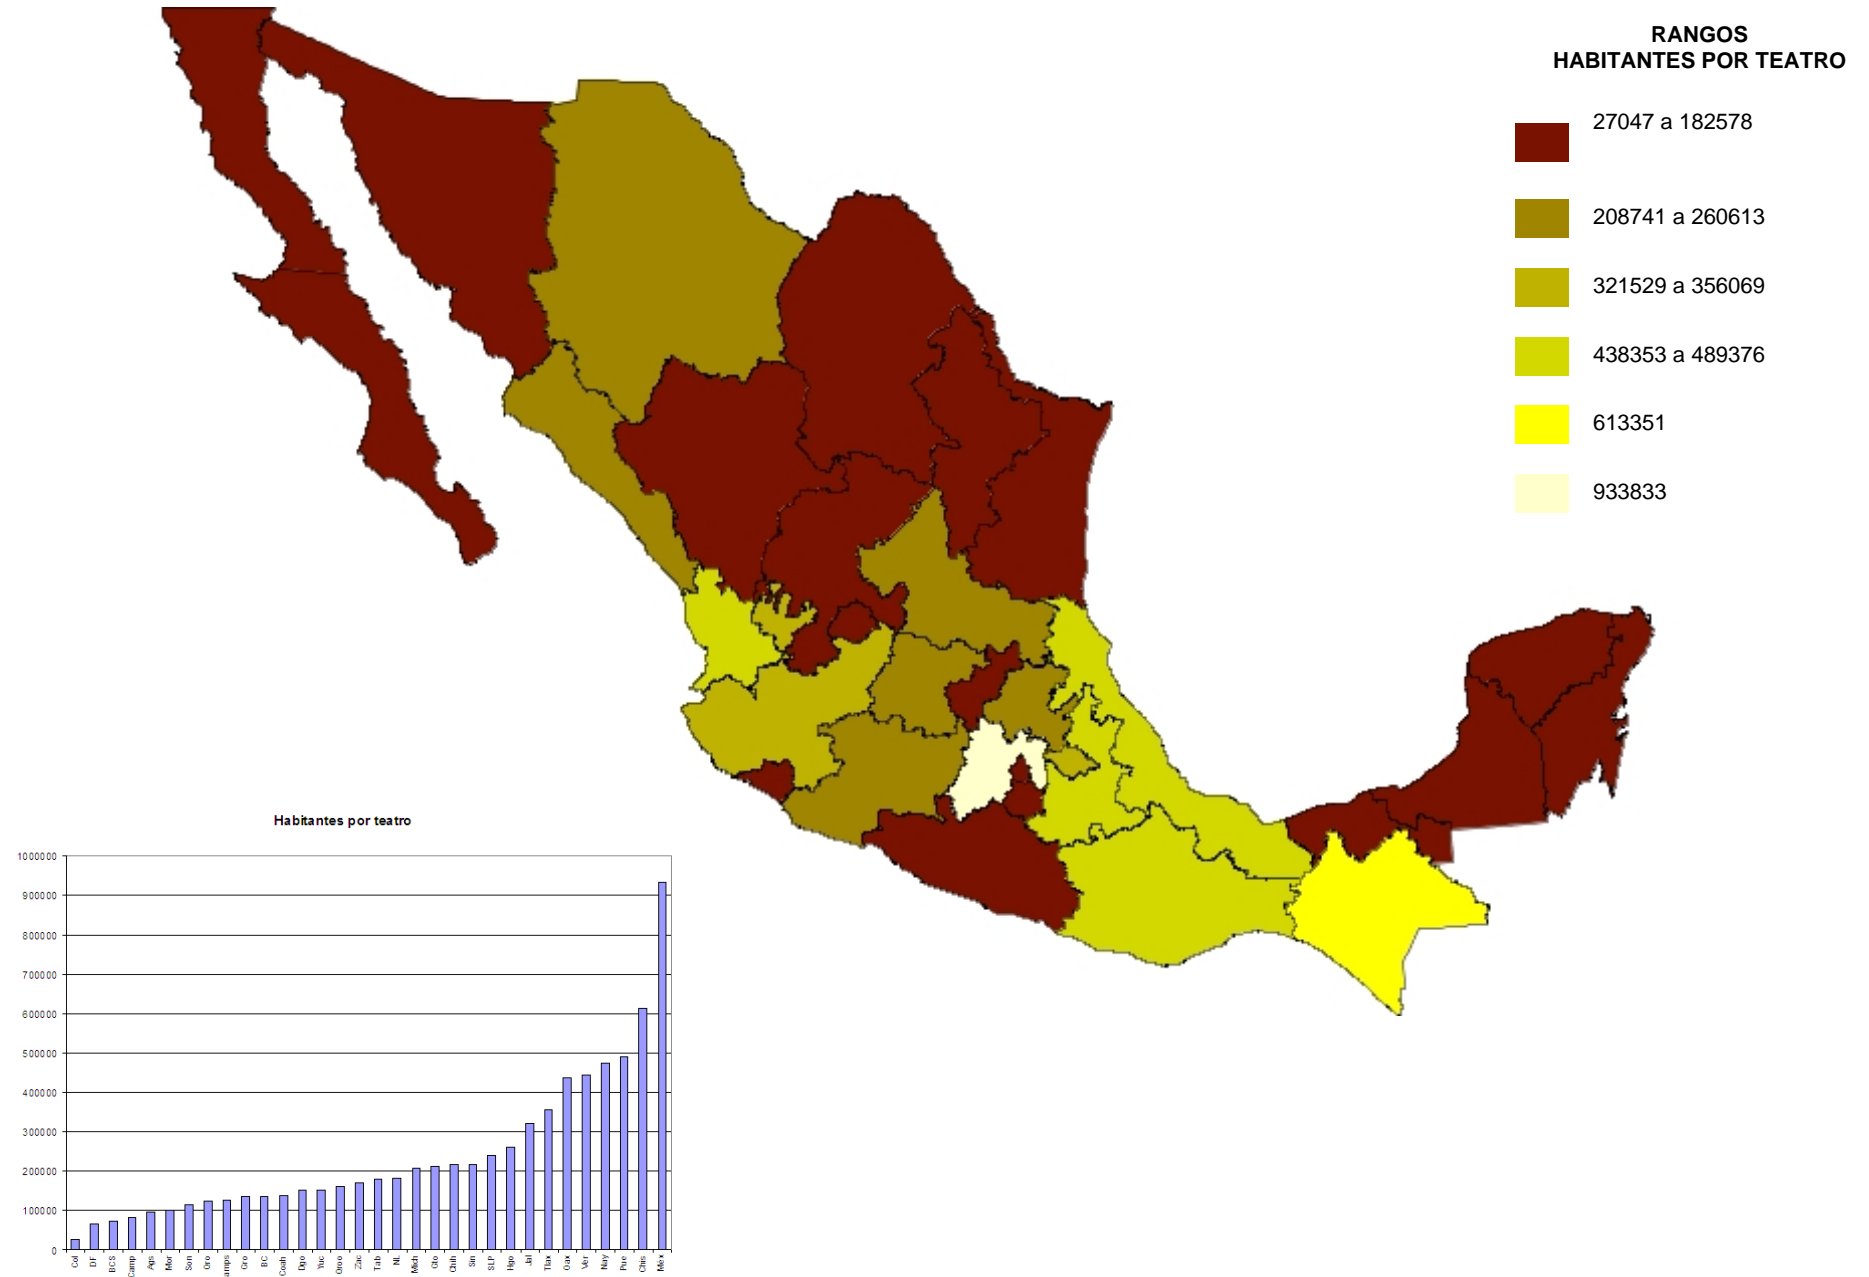 RANGOS
HABITANTES POR TEATRO
27047 a 182578
208741 a 260613
321529 a 356069
438353 a 489376
613351
933833
Habitantes por teatro
1000000
900000
800000
700000
600000
500000
400000
300000
200000
100000
0
Col DF BCS Camp Ags Mor Son Qro amps Gro BC Coah Dgo Yuc Qroo Zac Tab NL Mich Gto Chih Sin SLP Hgo Jal Tlax Oax Ver Nay Pue Chis Mex